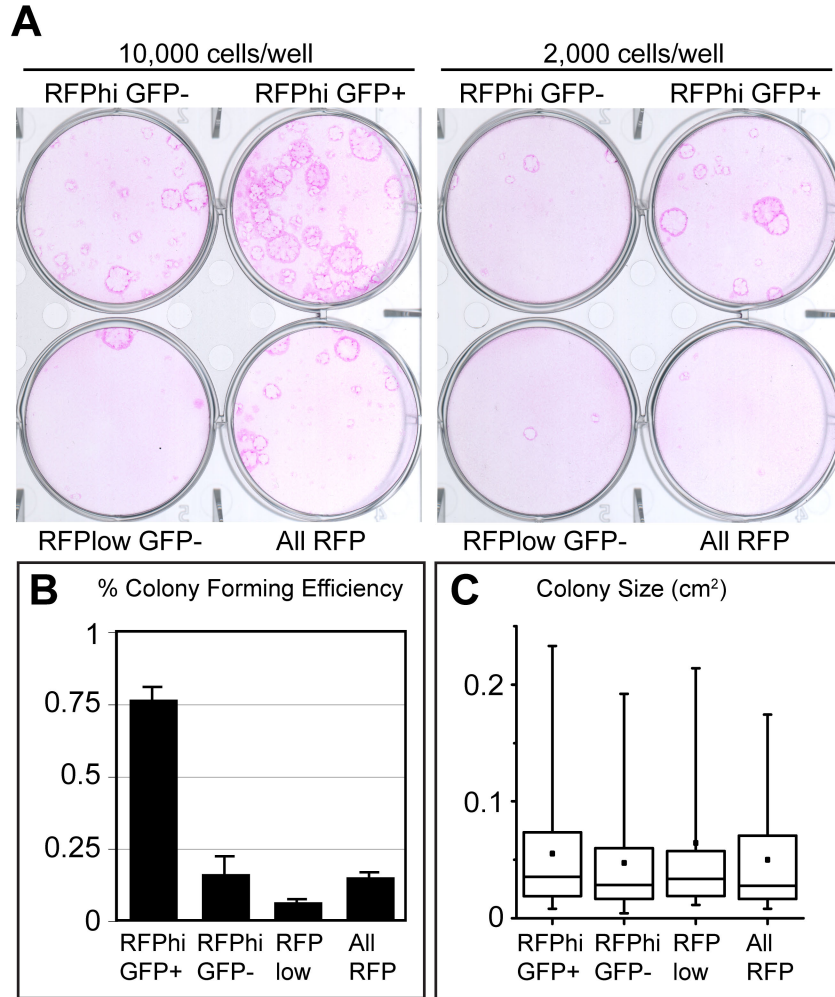 A
10,000 cells/well
2,000 cells/well
RFPhi GFP-
RFPhi GFP+
RFPhi GFP-
RFPhi GFP+
RFPlow GFP-
All RFP
RFPlow GFP-
All RFP
B
% Colony Forming Efficiency
1
0.75
0.5
0.25
0
RFPhi
GFP+
RFPhi
GFP-
RFP
low
All
RFP
C
Colony Size (cm²)
0.2
0.1
0
RFPhi
GFP+
RFPhi
GFP-
RFP
low
All
RFP